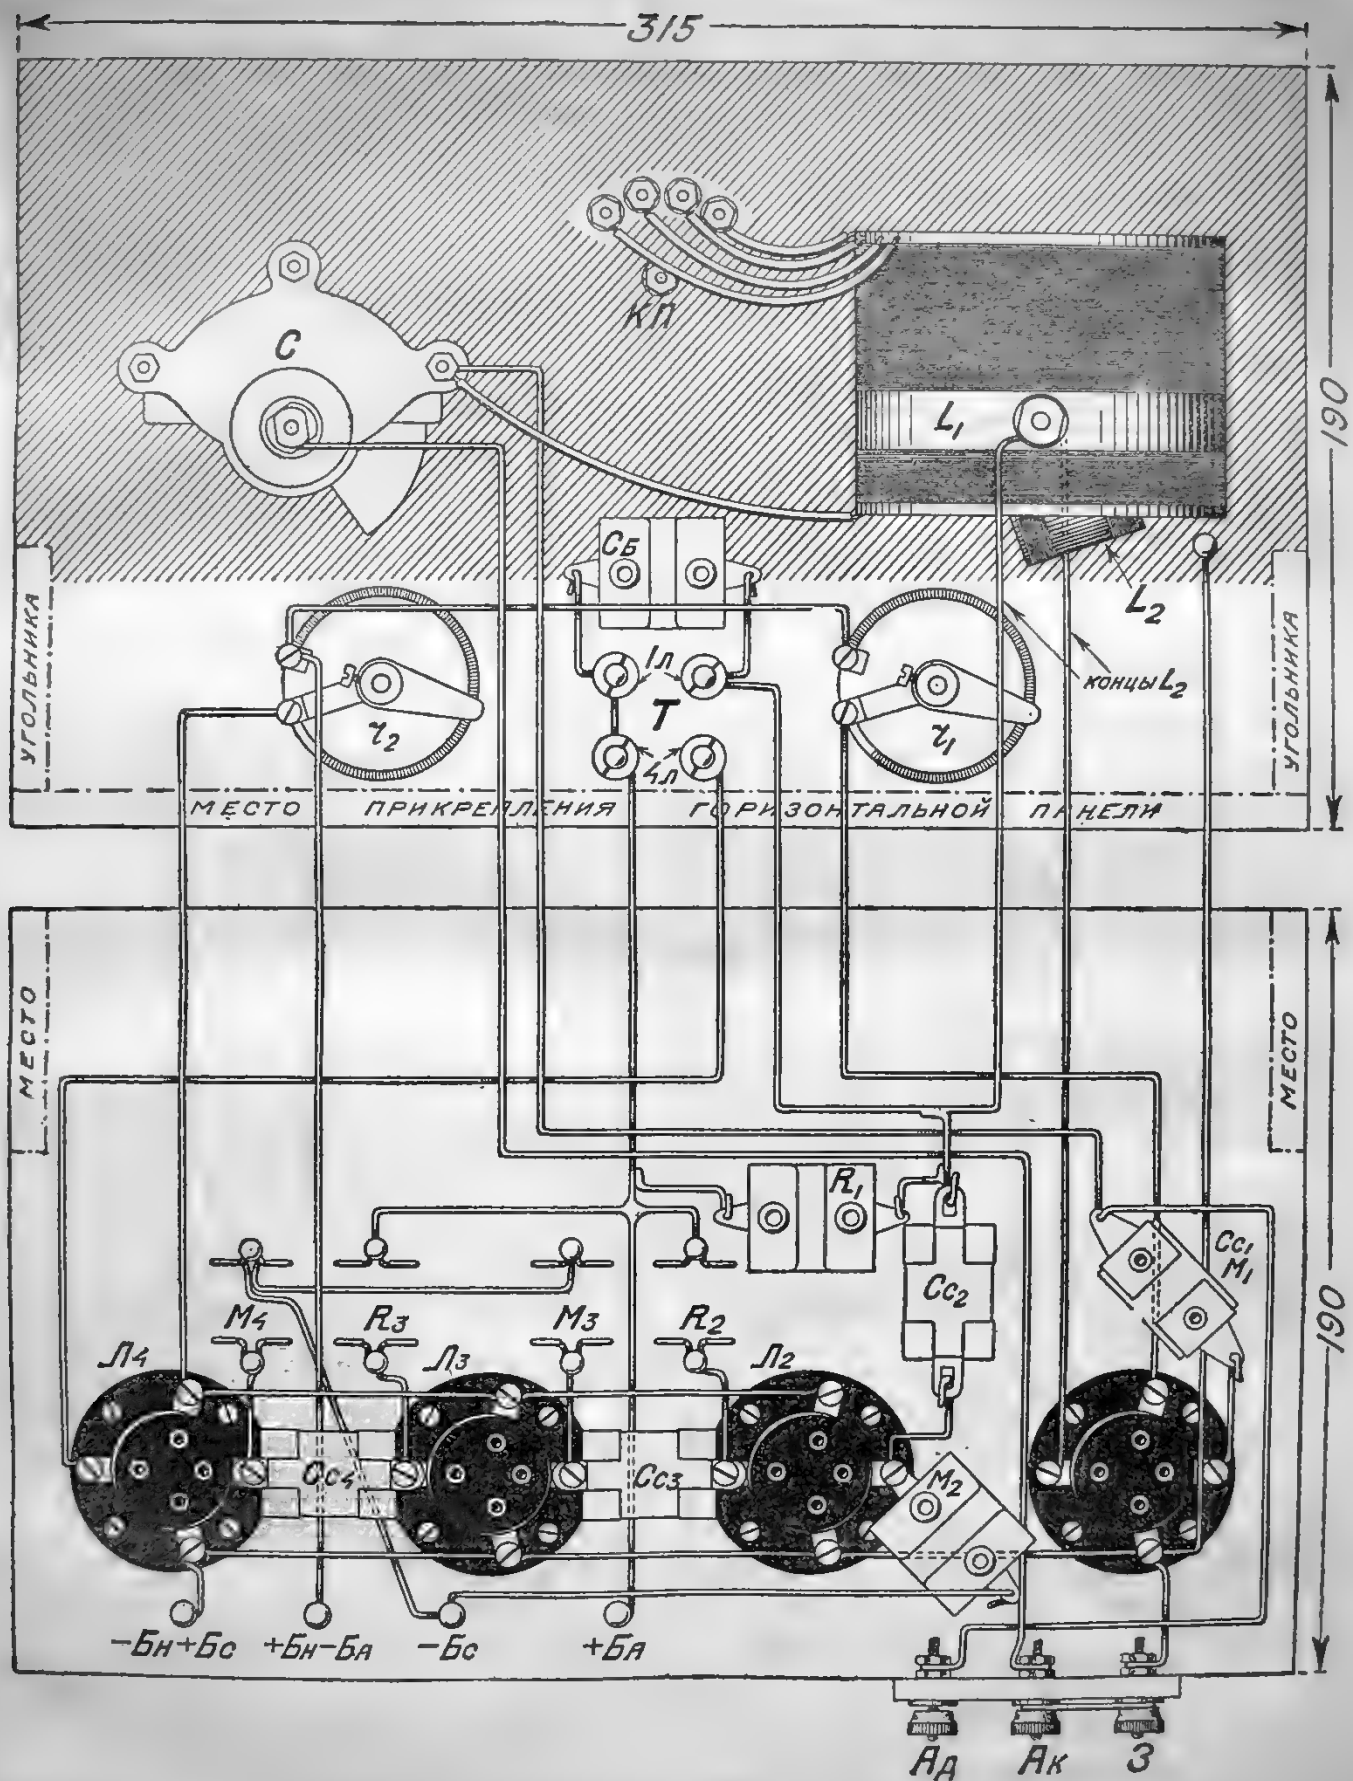 315
190
КП
C
L₁
Cб
L₂
УГОЛЬНИКА
1л
T
концы L₂
УГОЛЬНИКА
r₂
4л
r₁
МЕСТО ПРИКРЕПЛЕНИЯ ГОРИЗОНТАЛЬНОЙ ПАНЕЛИ
МЕСТО
МЕСТО
190
R₁
Cc₁
M₁
Cc₂
M₄
R₃
M₃
R₂
Л₄
Л₃
Л₂
Cc₄
Cc₃
M₂
-Бн+Бс
+Бн-БА
-Бс
+БА
Aд
Aк
З